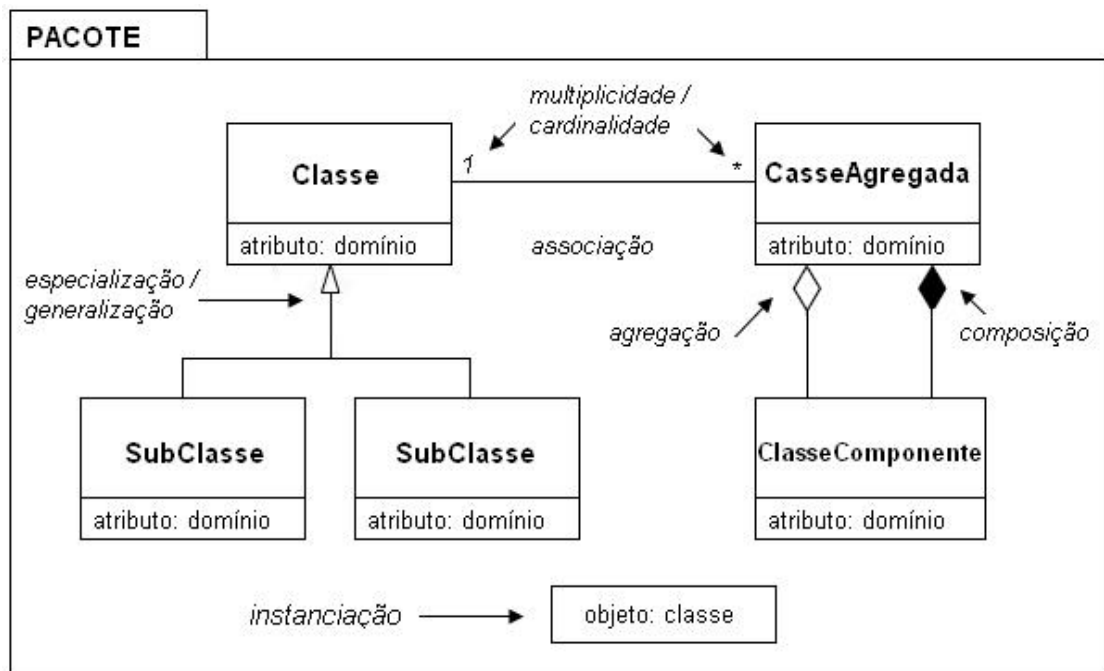 PACOTE
multiplicidade /
cardinalidade
Classe
1
*
CasseAgregada
atributo: domínio
associação
atributo: domínio
especialização /
generalização
agregação
composição
SubClasse
SubClasse
ClasseComponente
atributo: domínio
atributo: domínio
atributo: domínio
instanciação
objeto: classe